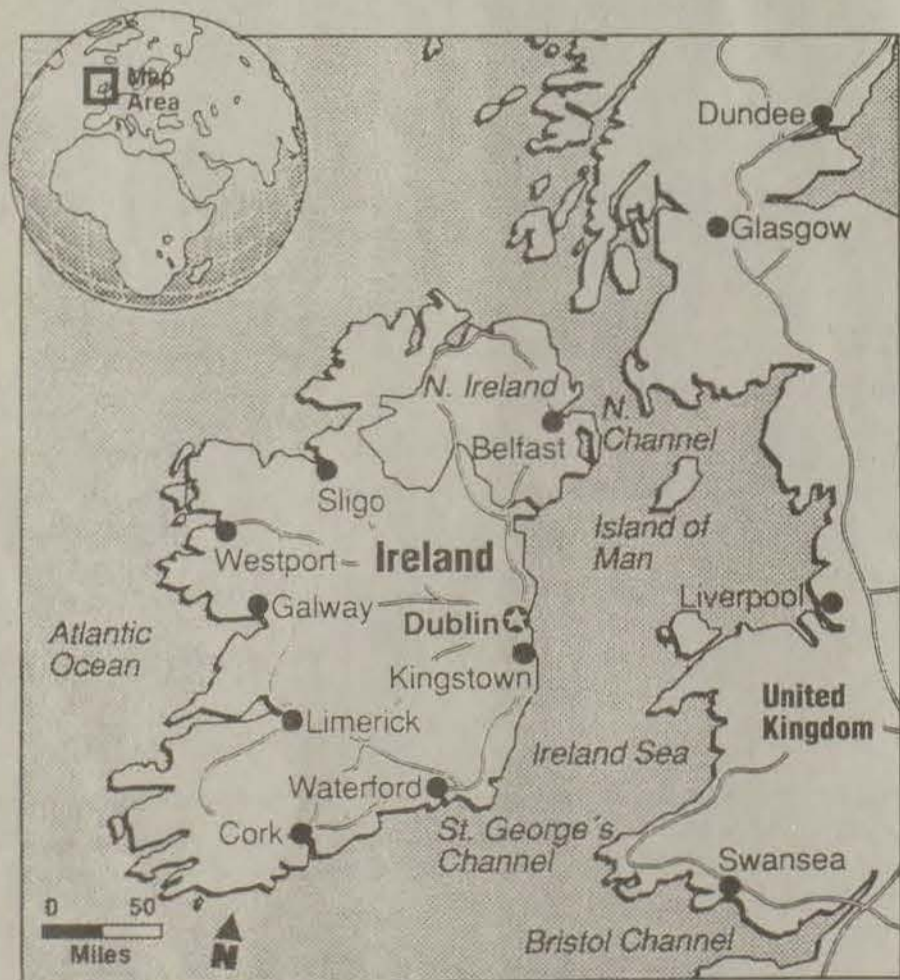 Map
Area
Dundee
Glasgow
N. Ireland
Belfast
N.
Channel
Sligo
Island of
Man
Westport
Ireland
Galway
Liverpool
Dublin
Atlantic
Ocean
Kingstown
United
Kingdom
Limerick
Ireland Sea
Waterford
St. George's
Channel
Cork
Swansea
0 50
Miles
N
Bristol Channel